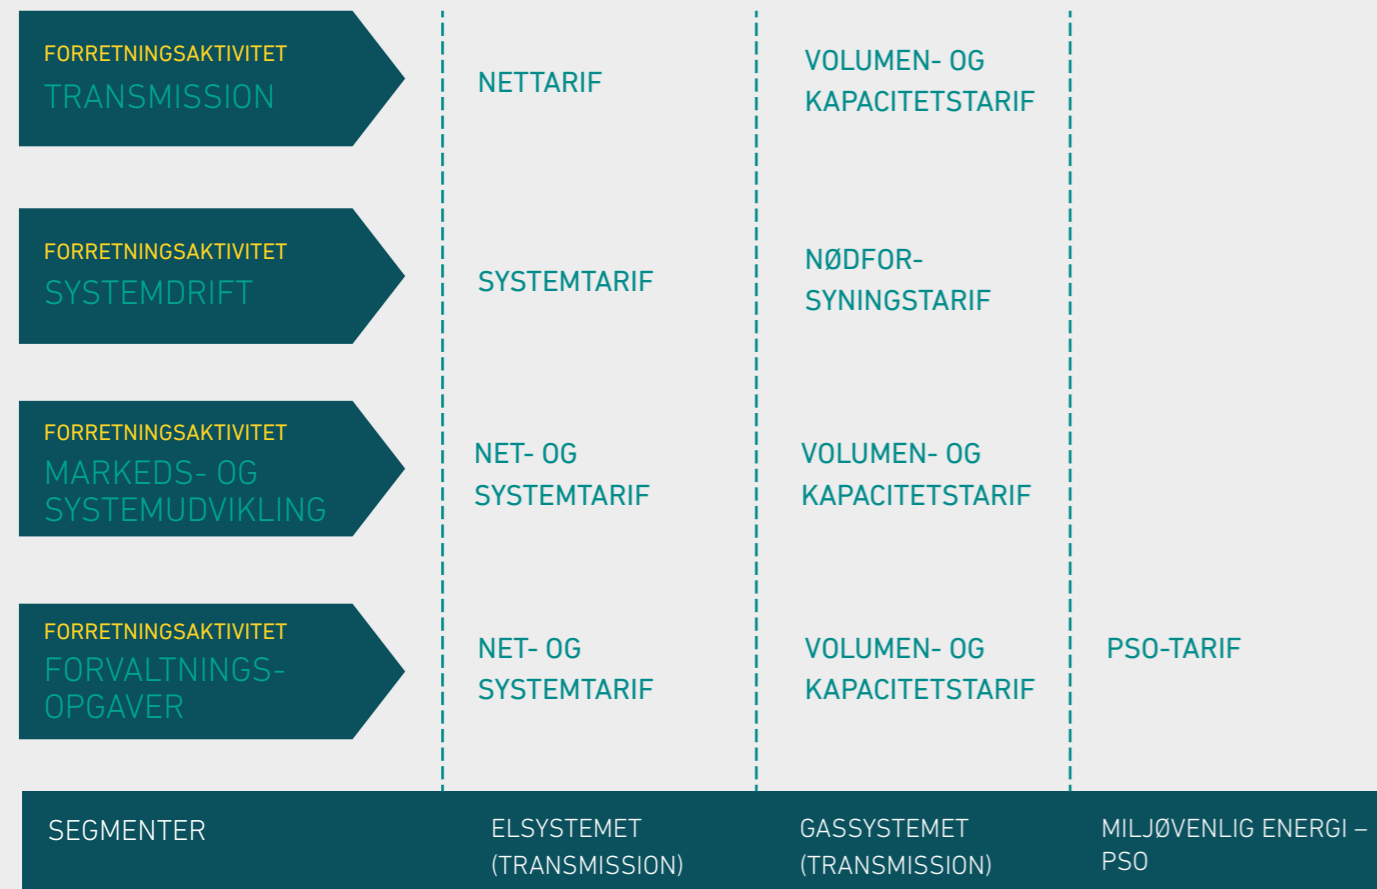 FORRETNINGSAKTIVITET
TRANSMISSION
NETTARIF
VOLUMEN- OG
KAPACITETSTARIF
FORRETNINGSAKTIVITET
SYSTEMDRIFT
SYSTEMTARIF
NØDFOR-
SYNINGSTARIF
FORRETNINGSAKTIVITET
MARKEDS- OG
SYSTEMUDVIKLING
NET- OG
SYSTEMTARIF
VOLUMEN- OG
KAPACITETSTARIF
FORRETNINGSAKTIVITET
FORVALTNINGS-
OPGAVER
NET- OG
SYSTEMTARIF
VOLUMEN- OG
KAPACITETSTARIF
PSO-TARIF
SEGMENTER
ELSYSTEMET
(TRANSMISSION)
GASSYSTEMET
(TRANSMISSION)
MILJØVENLIG ENERGI –
PSO